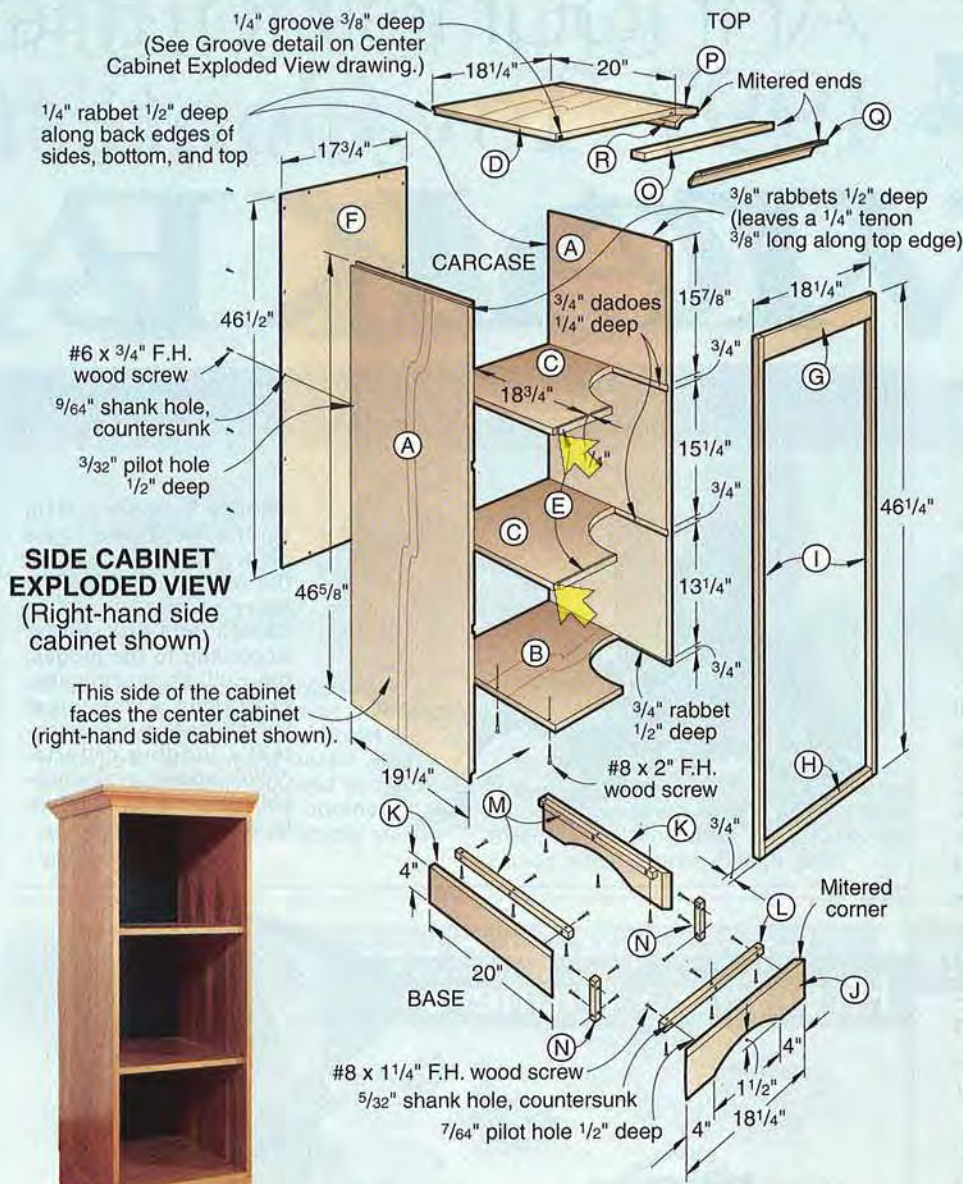 1/4" groove 3/8" deep
(See Groove detail on Center
Cabinet Exploded View drawing.)
TOP
18 1/4"
20"
P
Mitered ends
Q
R
D
O
1/4" rabbet 1/2" deep
along back edges of
sides, bottom, and top
17 3/4"
F
3/8" rabbets 1/2" deep
(leaves a 1/4" tenon
3/8" long along top edge)
A
CARCASE
15 7/8"
18 1/4"
3/4" dadoes
1/4" deep
46 1/2"
G
#6 x 3/4" F.H.
wood screw
C
3/4"
18 3/4"
9/64" shank hole,
countersunk
A
15 1/4"
3/32" pilot hole
1/2" deep
E
3/4"
46 1/4"
C
I
SIDE CABINET
EXPLODED VIEW
(Right-hand side
cabinet shown)
46 5/8"
13 1/4"
B
3/4"
This side of the cabinet
faces the center cabinet
(right-hand side cabinet shown).
3/4" rabbet
1/2" deep
H
19 1/4"
#8 x 2" F.H.
wood screw
K
M
K
3/4"
4"
L
Mitered
corner
N
20"
J
BASE
N
4"
#8 x 1 1/4" F.H. wood screw
1 1/2"
5/32" shank hole, countersunk
18 1/4"
7/64" pilot hole 1/2" deep
4"